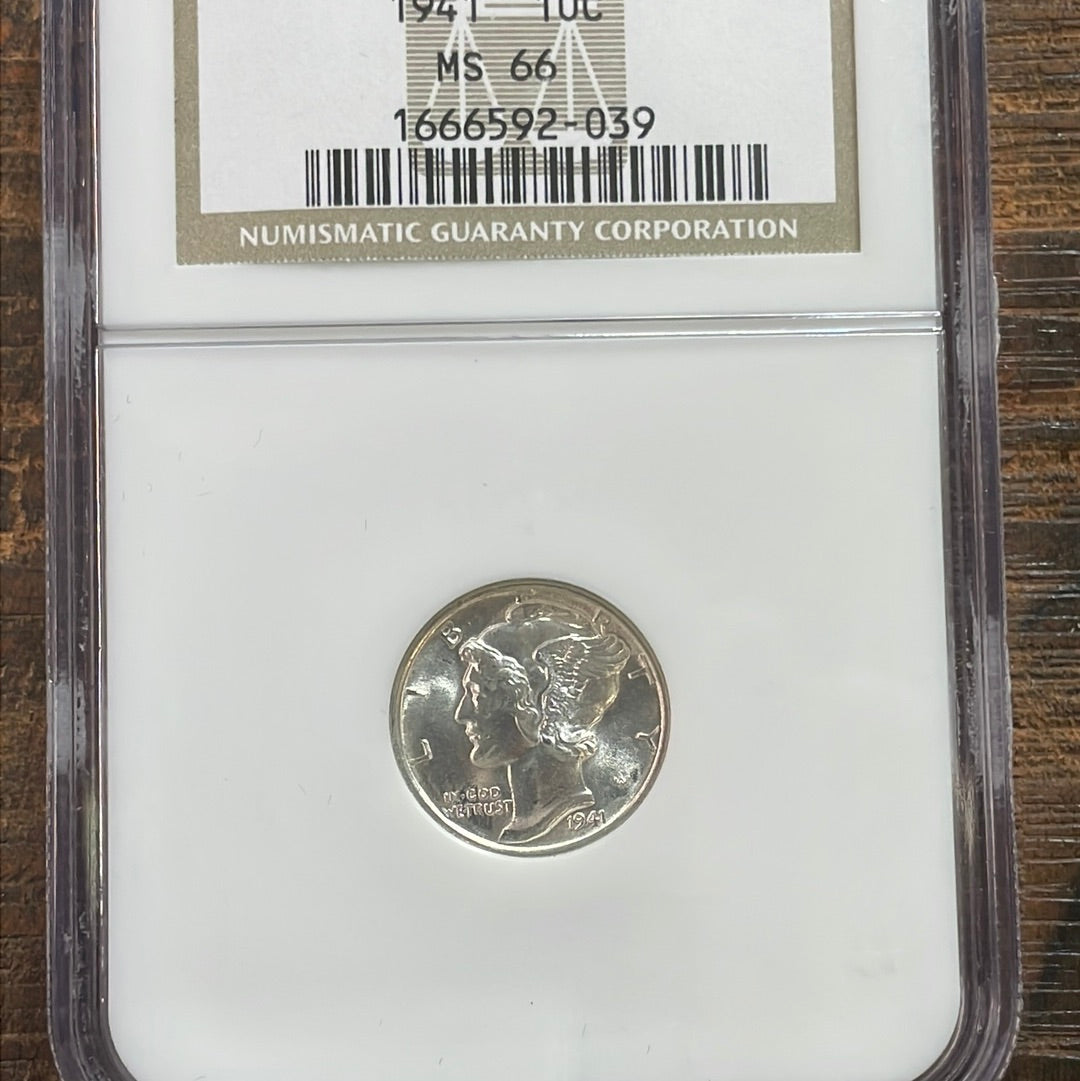 1941 10C
MS 66
1666592-039
NUMISMATIC GUARANTY CORPORATION
LIBERTY
IN GOD
WE TRUST
1941